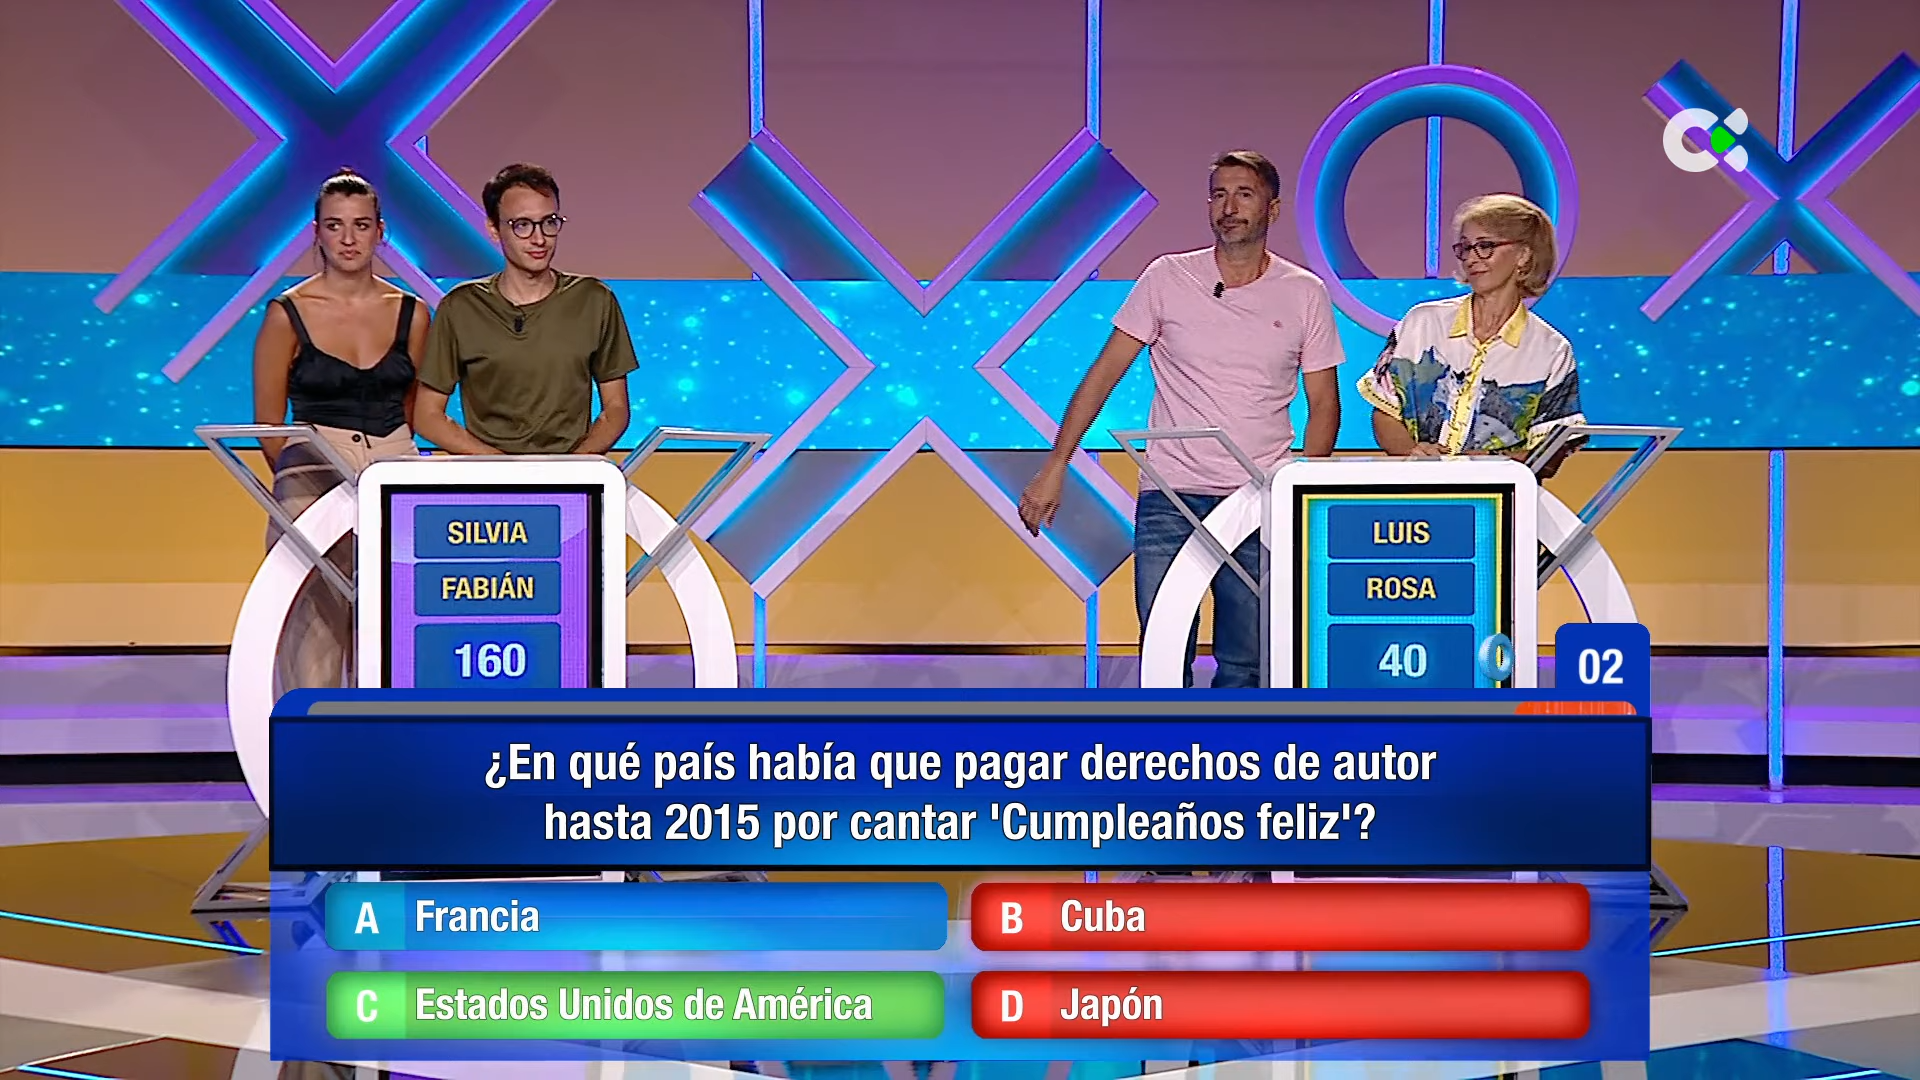 SILVIA
FABIÁN
160
LUIS
ROSA
40
0
02
¿En qué país había que pagar derechos de autor
hasta 2015 por cantar 'Cumpleaños feliz'?
A Francia
B Cuba
C Estados Unidos de América
D Japón